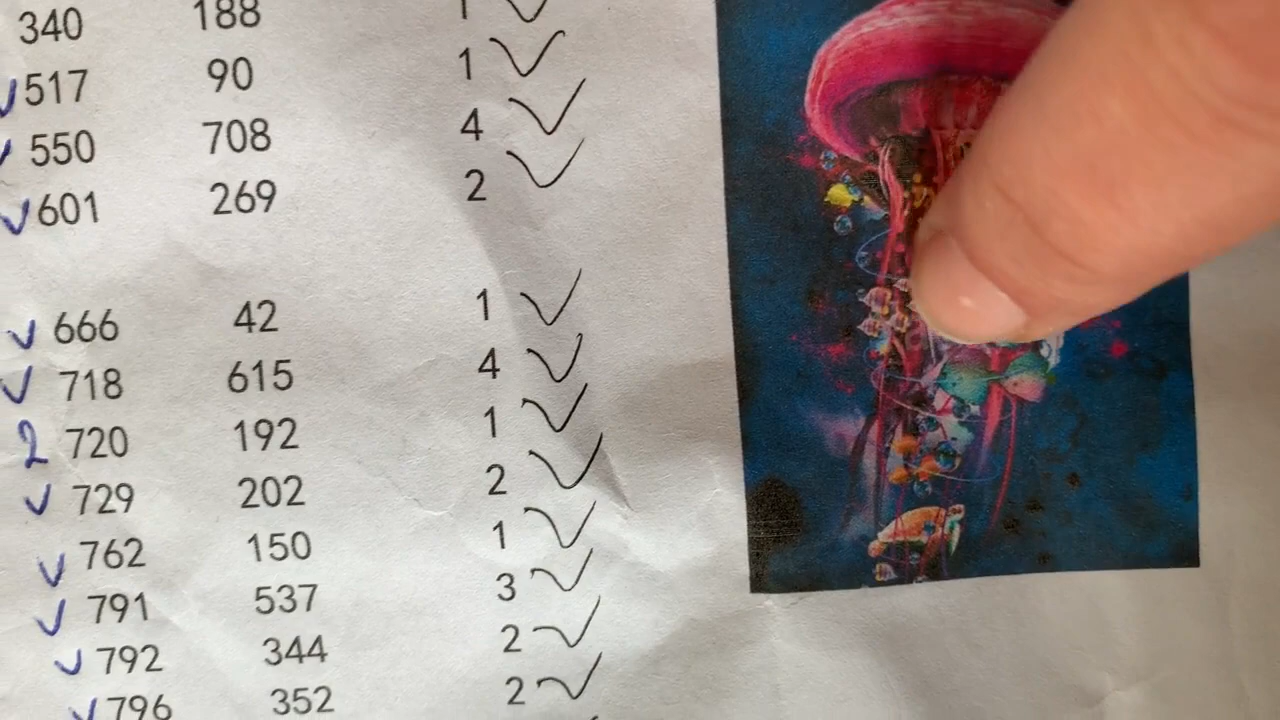 340 188 1 ✓
✓ 517 90 1 ✓
✓ 550 708 4 ✓
✓ 601 269 2 ✓
✓ 666 42 1 ✓
✓ 718 615 4 ✓
2 720 192 1 ✓
✓ 729 202 2 ✓
✓ 762 150 1 ✓
✓ 791 537 3 ✓
✓ 792 344 2 ✓
✓ 796 352 2 ✓